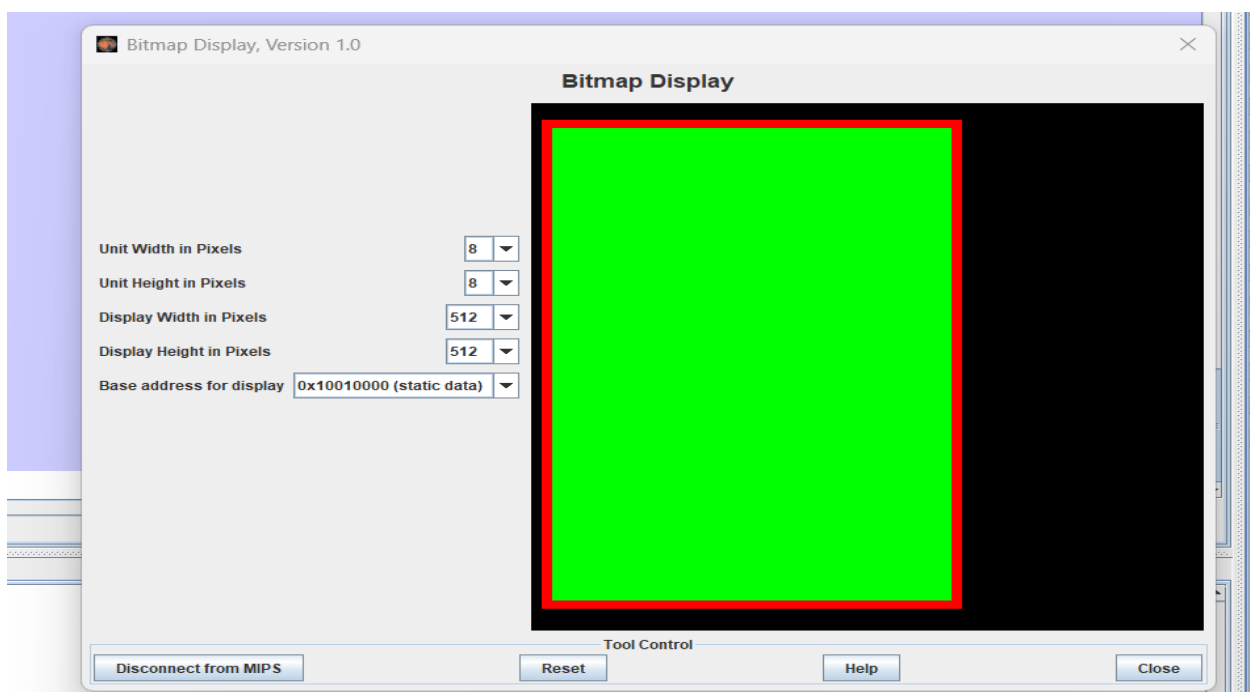 Bitmap Display, Version 1.0
Bitmap Display
Unit Width in Pixels 8
Unit Height in Pixels 8
Display Width in Pixels 512
Display Height in Pixels 512
Base address for display 0x10010000 (static data)
Tool Control
Disconnect from MIPS Reset Help Close